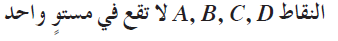 النقاط A, B, C, D لا تقع في مستوٍ واحد